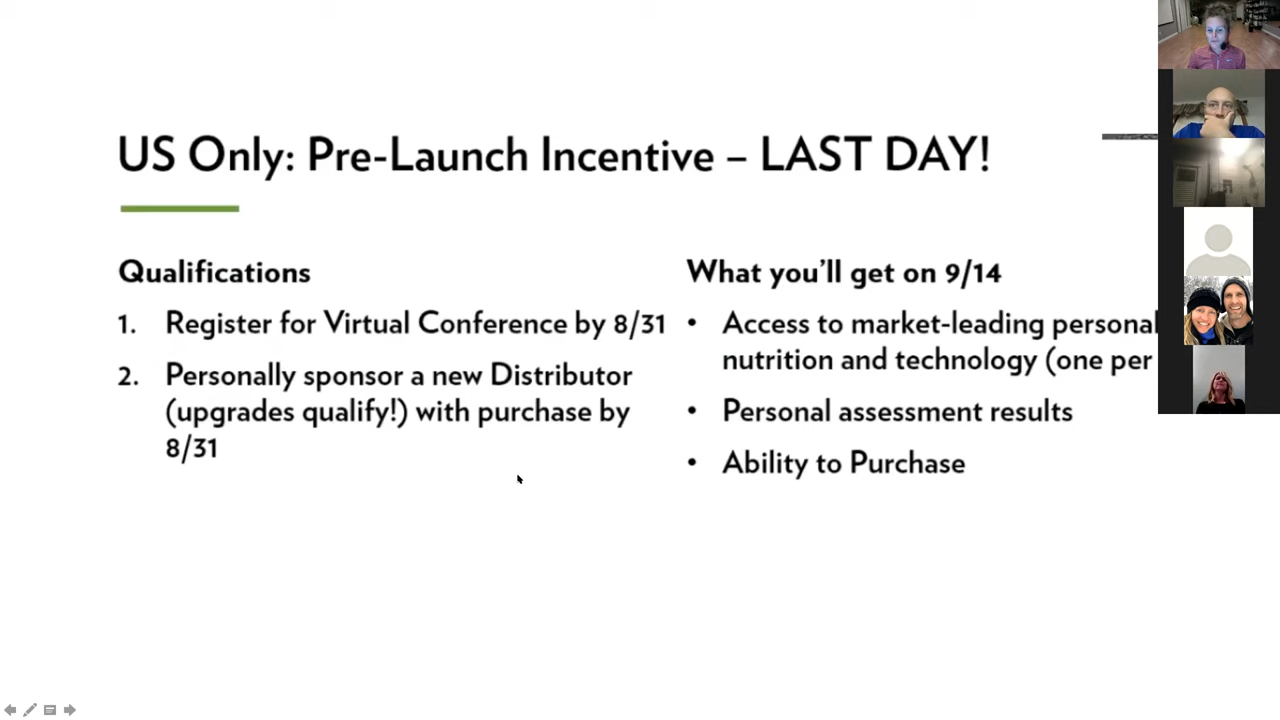 US Only: Pre-Launch Incentive – LAST DAY!
Qualifications
1. Register for Virtual Conference by 8/31
2. Personally sponsor a new Distributor
(upgrades qualify!) with purchase by
8/31
What you’ll get on 9/14
• Access to market-leading personal
nutrition and technology (one per
• Personal assessment results
• Ability to Purchase